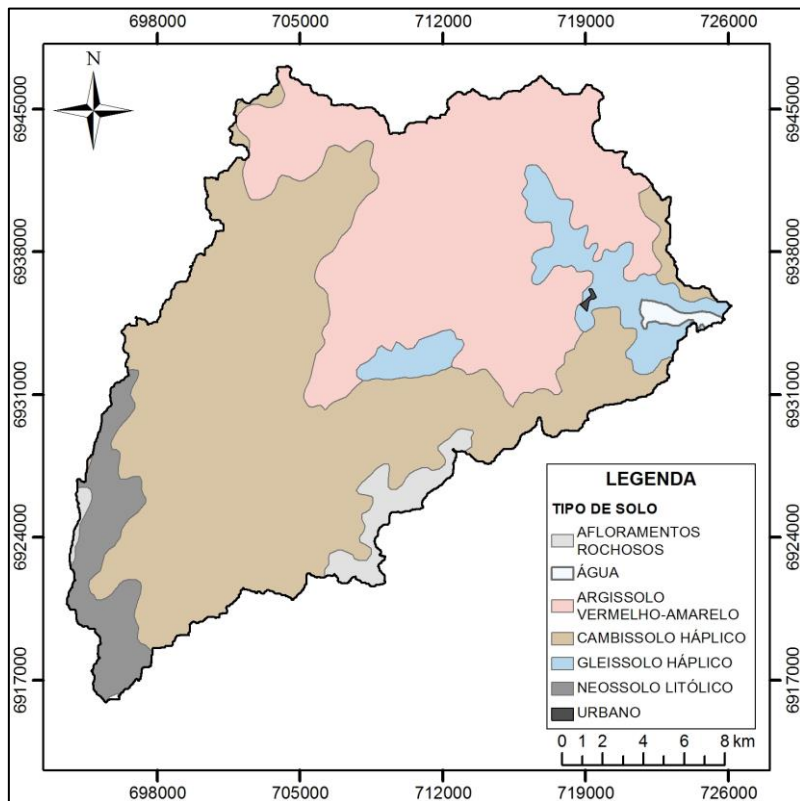 698000 705000 712000 719000 726000
N
6945000 6945000
6938000 6938000
6931000 6931000
6924000 6924000
6917000 6917000
LEGENDA
TIPO DE SOLO
AFLORAMENTOS
ROCHOSOS
ÁGUA
ARGISSOLO
VERMELHO-AMARELO
CAMBISSOLO HÁPLICO
GLEISSOLO HÁPLICO
NEOSSOLO LITÓLICO
URBANO
0 1 2 4 6 8 km
698000 705000 712000 719000 726000